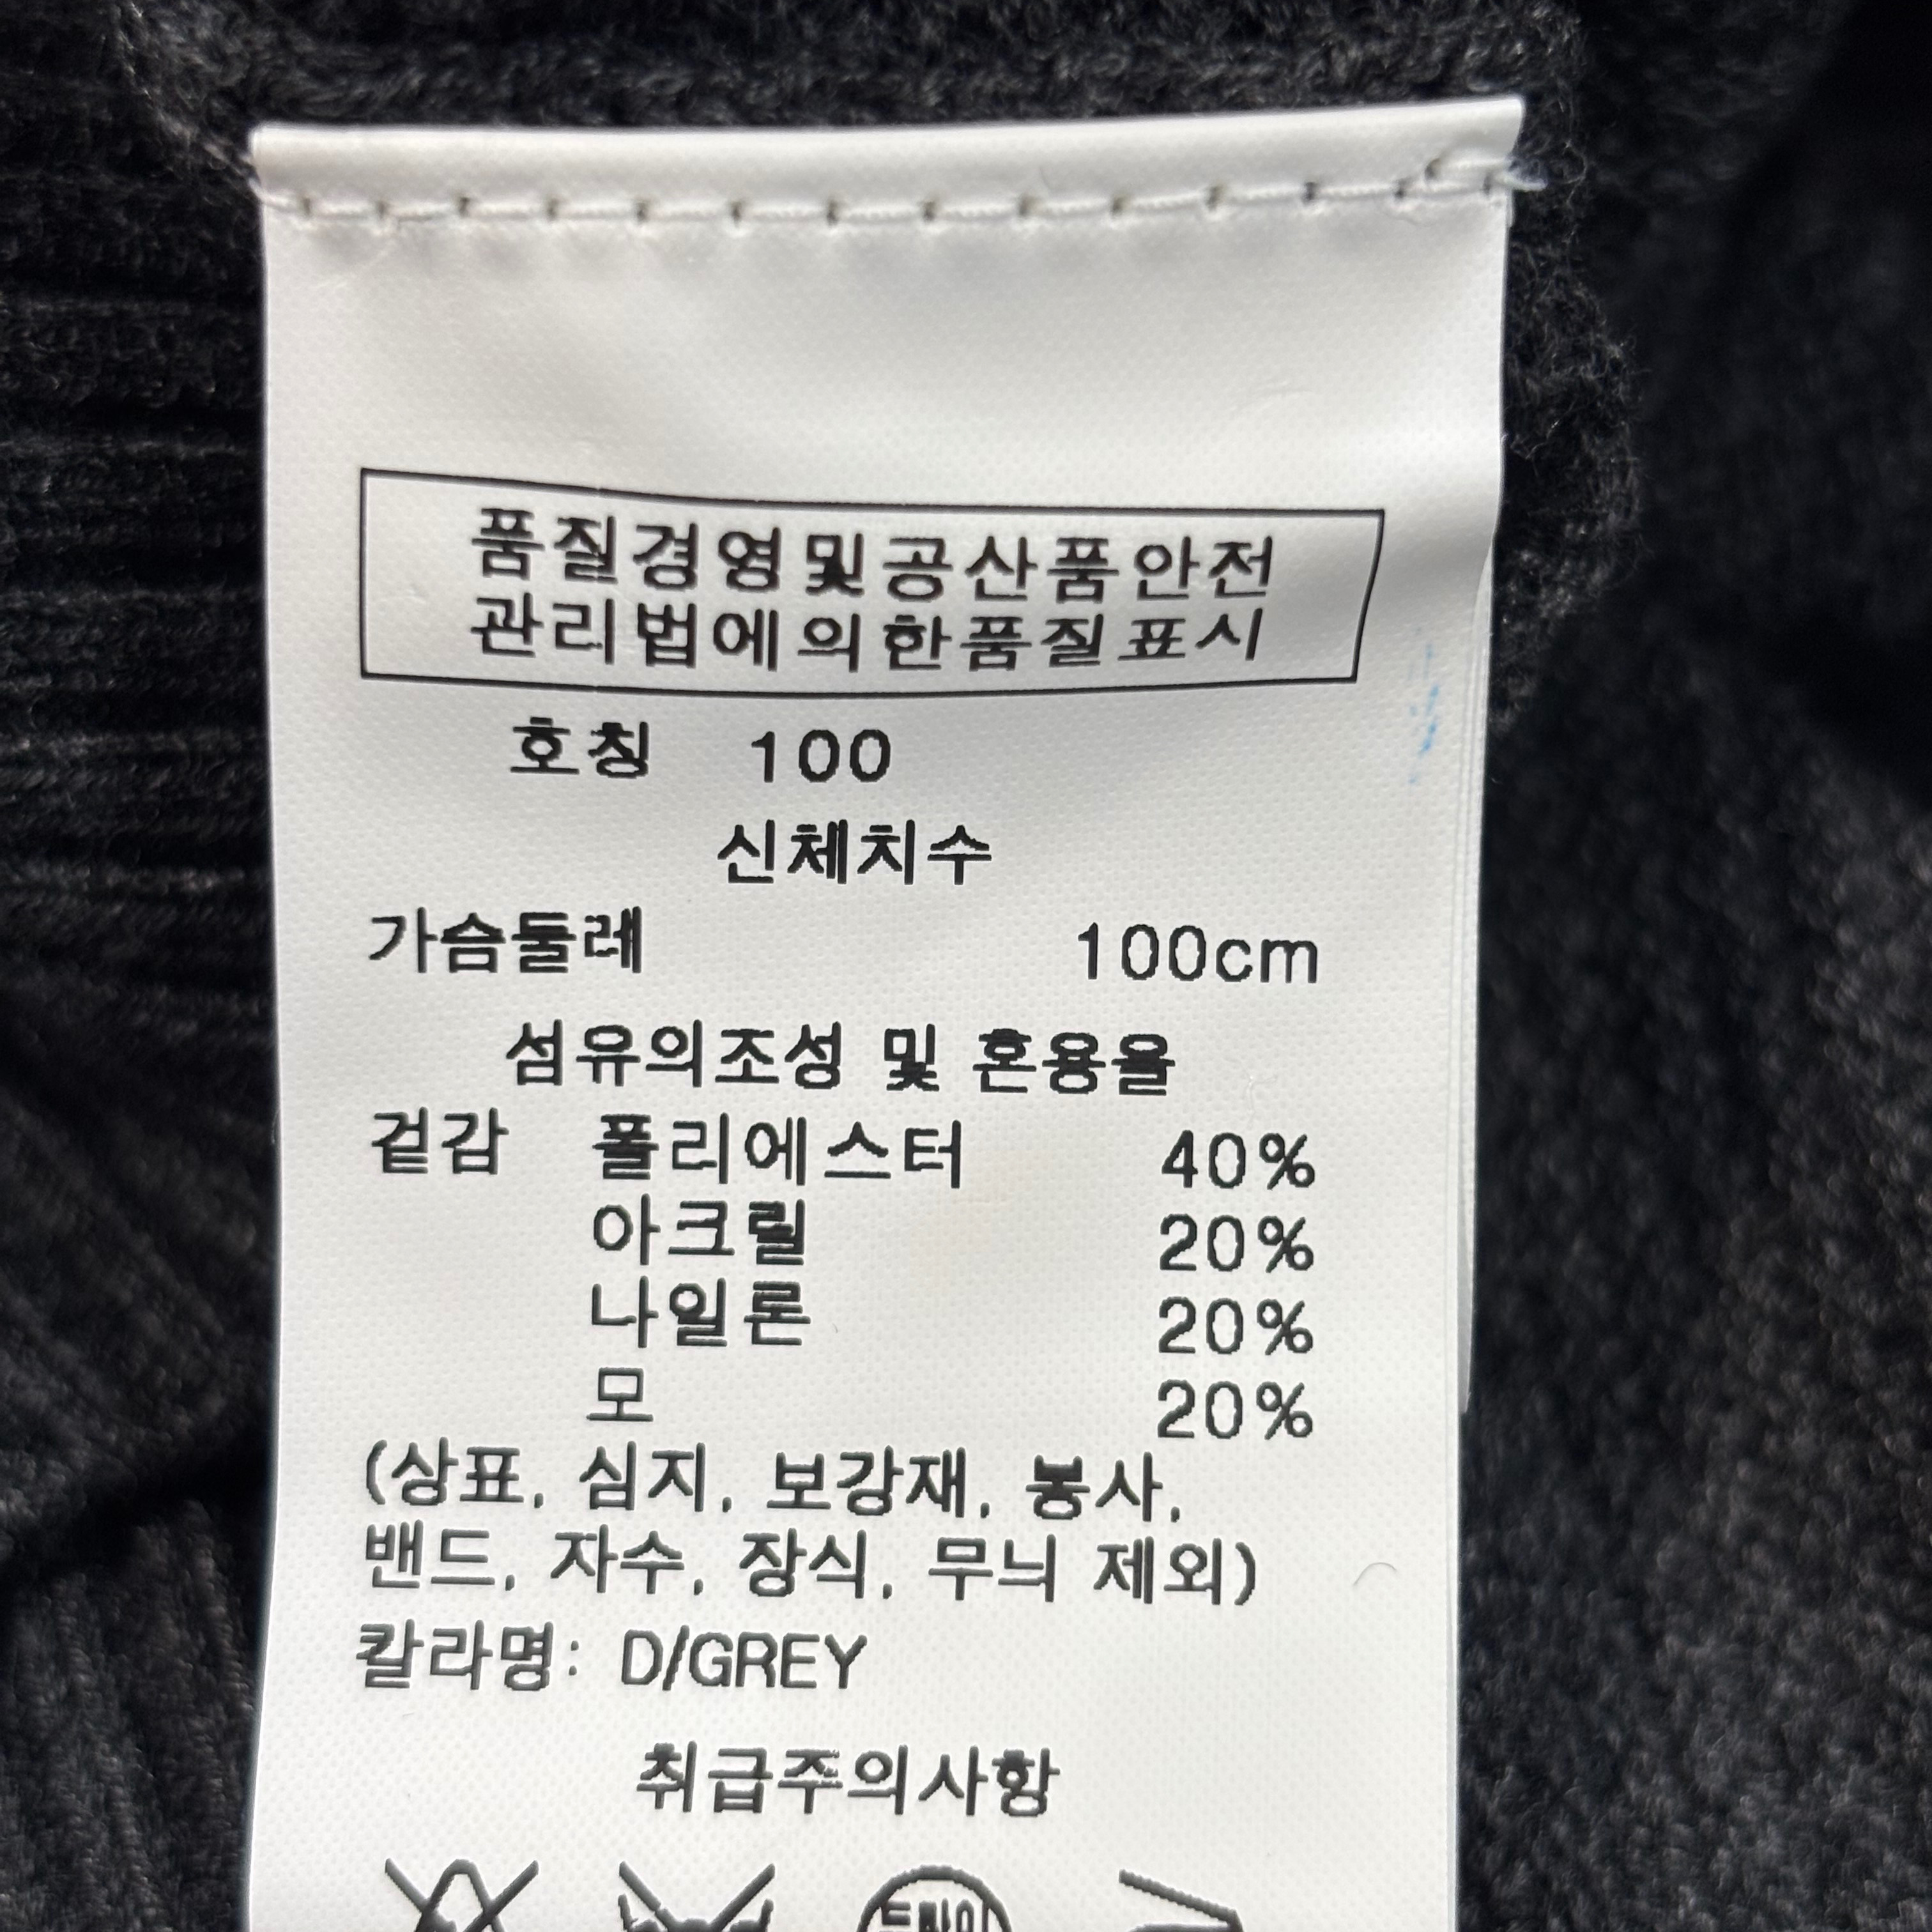 품질경영및공산품안전
관리법에의한품질표시
호칭 100
신체치수
가슴둘레 100cm
섬유의조성 및 혼용율
겉감 폴리에스터 40%
아크릴 20%
나일론 20%
모 20%
(상표, 심지, 보강재, 봉사,
밴드, 자수, 장식, 무늬 제외)
칼라명: D/GREY
취급주의사항